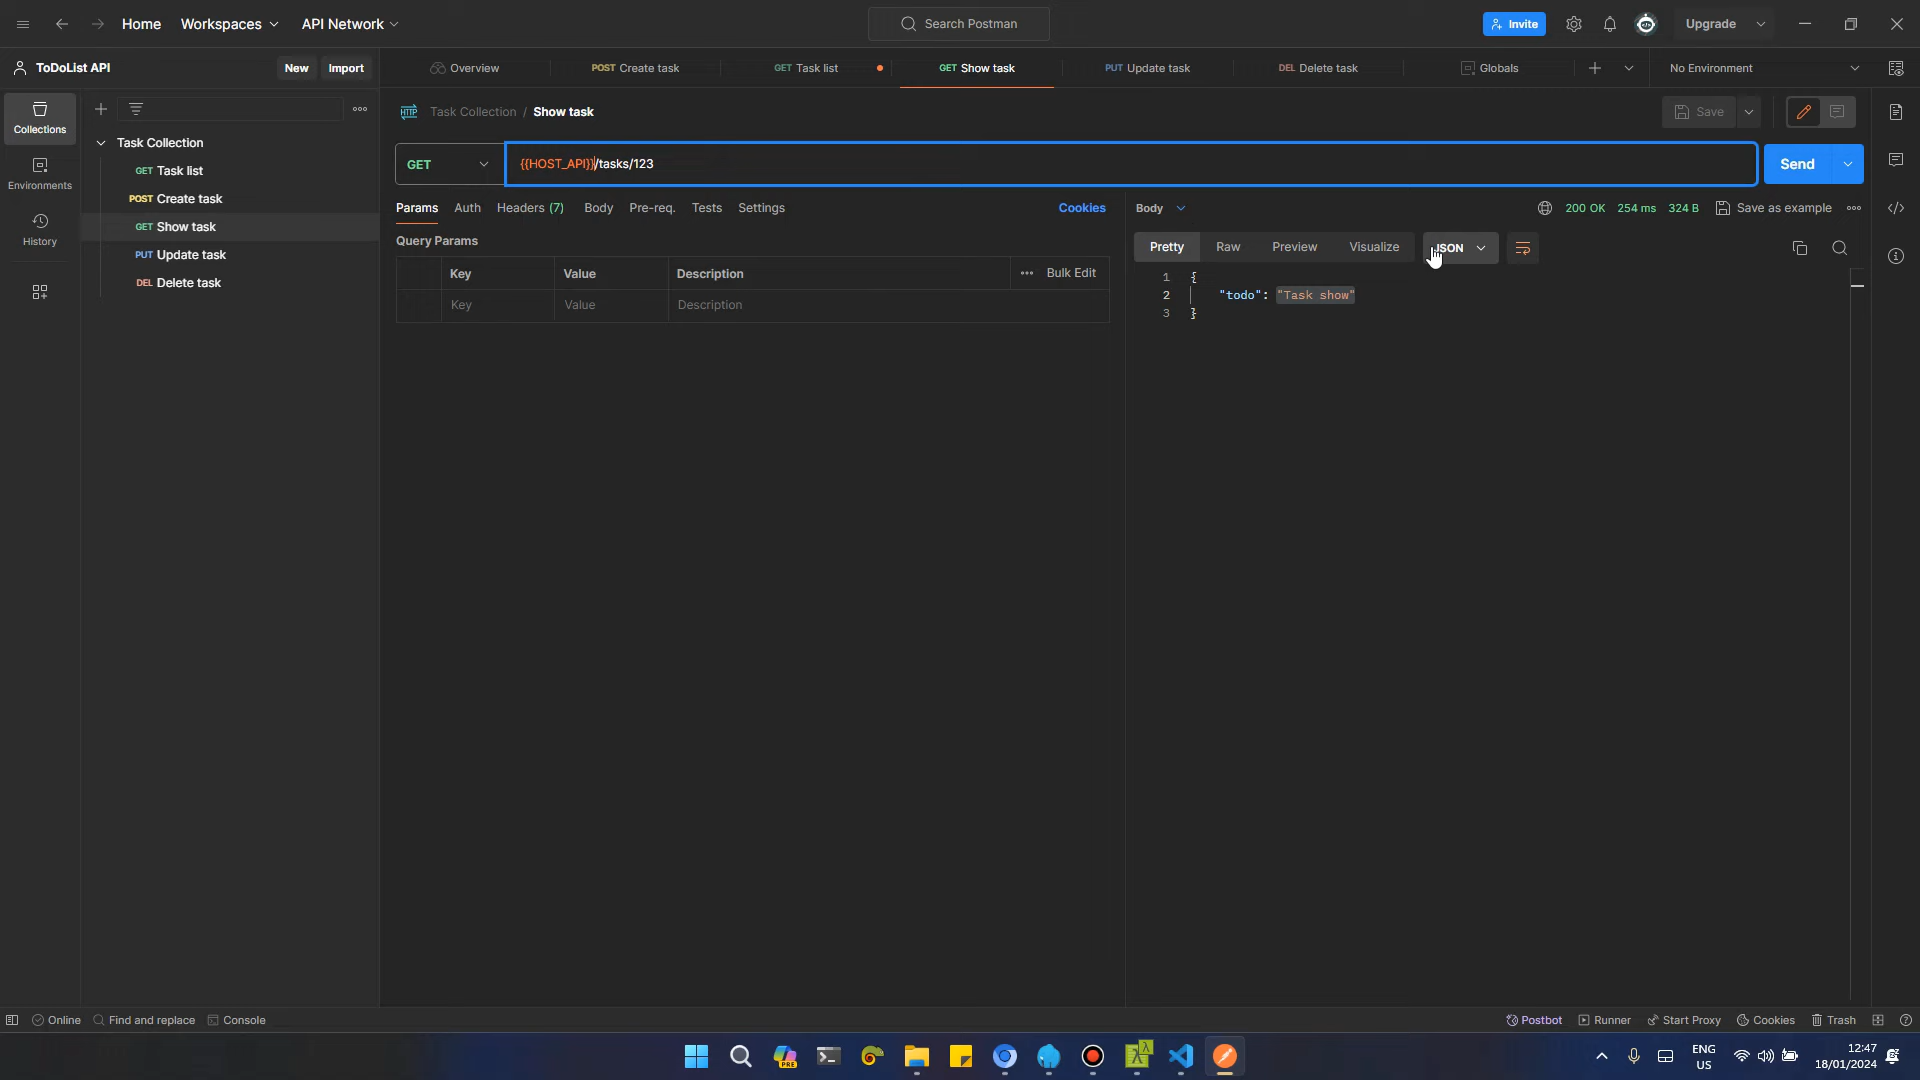 Home Workspaces API Network Search Postman Invite Upgrade
ToDoList API New Import Overview POST Create task GET Task list GET Show task PUT Update task DEL Delete task Globals No Environment
Collections
Task Collection / Show task Save
Environments
History
Task Collection
GET Task list
POST Create task
GET Show task
PUT Update task
DEL Delete task
GET {{HOST_API}}/tasks/123 Send
Params Auth Headers (7) Body Pre-req. Tests Settings Cookies
Query Params
Key Value Description Bulk Edit
Key Value Description
Body 200 OK 254 ms 324 B Save as example
Pretty Raw Preview Visualize JSON
1 {
2 "todo": "Task show"
3 }
Online Find and replace Console Postbot Runner Start Proxy Cookies Trash
PRE
ENG
US
12:47
18/01/2024